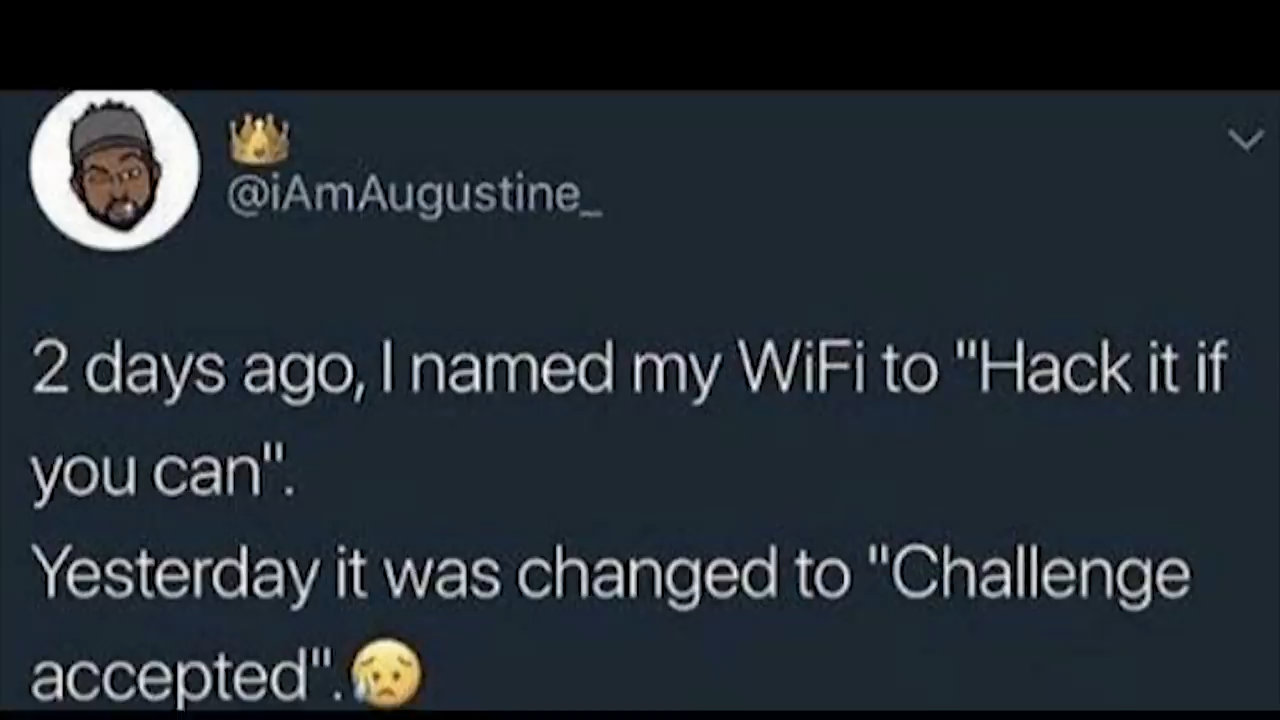 👑
@iAmAugustine_
2 days ago, I named my WiFi to "Hack it if
you can".
Yesterday it was changed to "Challenge
accepted".😥